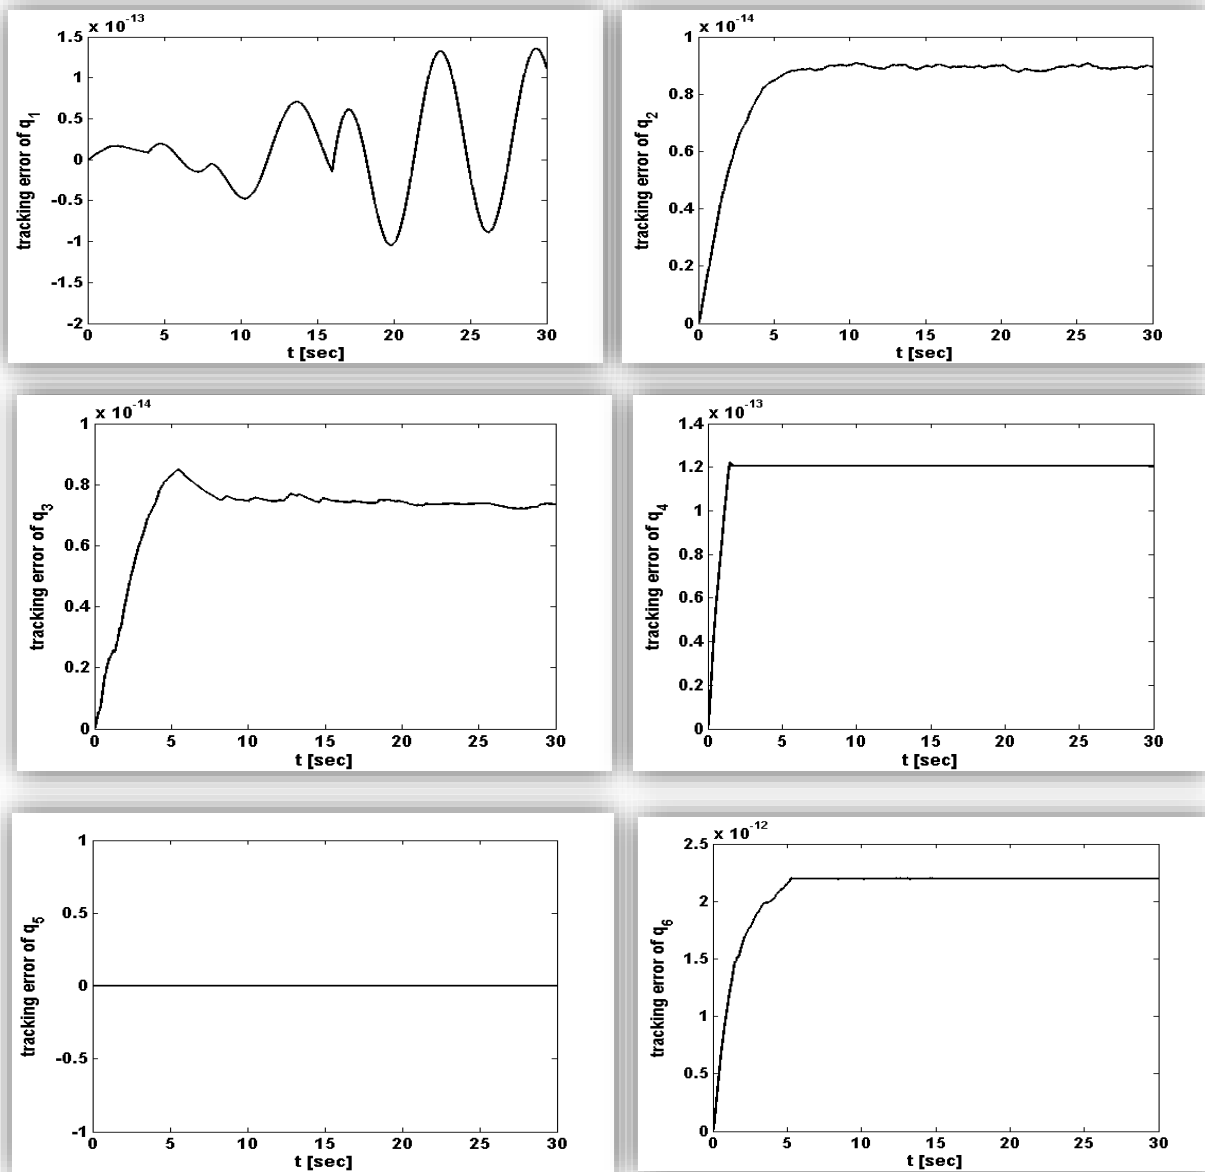 x 10-13
1.5
1
0.5
0
-0.5
-1
-1.5
-2
0 5 10 15 20 25 30
t [sec]
tracking error of q1
x 10-14
1
0.8
0.6
0.4
0.2
0
0 5 10 15 20 25 30
t [sec]
tracking error of q2
x 10-14
1
0.8
0.6
0.4
0.2
0
0 5 10 15 20 25 30
t [sec]
tracking error of q3
x 10-13
1.4
1.2
1
0.8
0.6
0.4
0.2
0
0 5 10 15 20 25 30
t [sec]
tracking error of q4
1
0.5
0
-0.5
-1
0 5 10 15 20 25 30
t [sec]
tracking error of q5
x 10-12
2.5
2
1.5
1
0.5
0
0 5 10 15 20 25 30
t [sec]
tracking error of q6